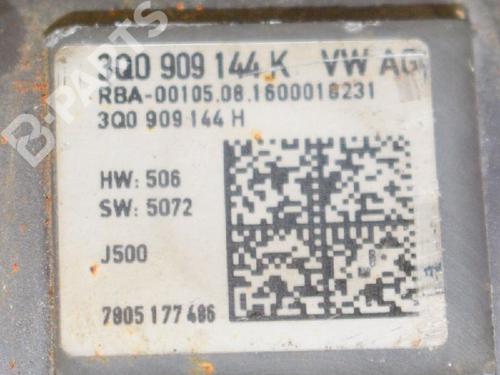 3Q0 909 144 K VW AG
RBA-00105.08.1600018231
3Q0 909 144 H
HW: 506
SW: 5072
J500
7805 177 486
B-PARTS